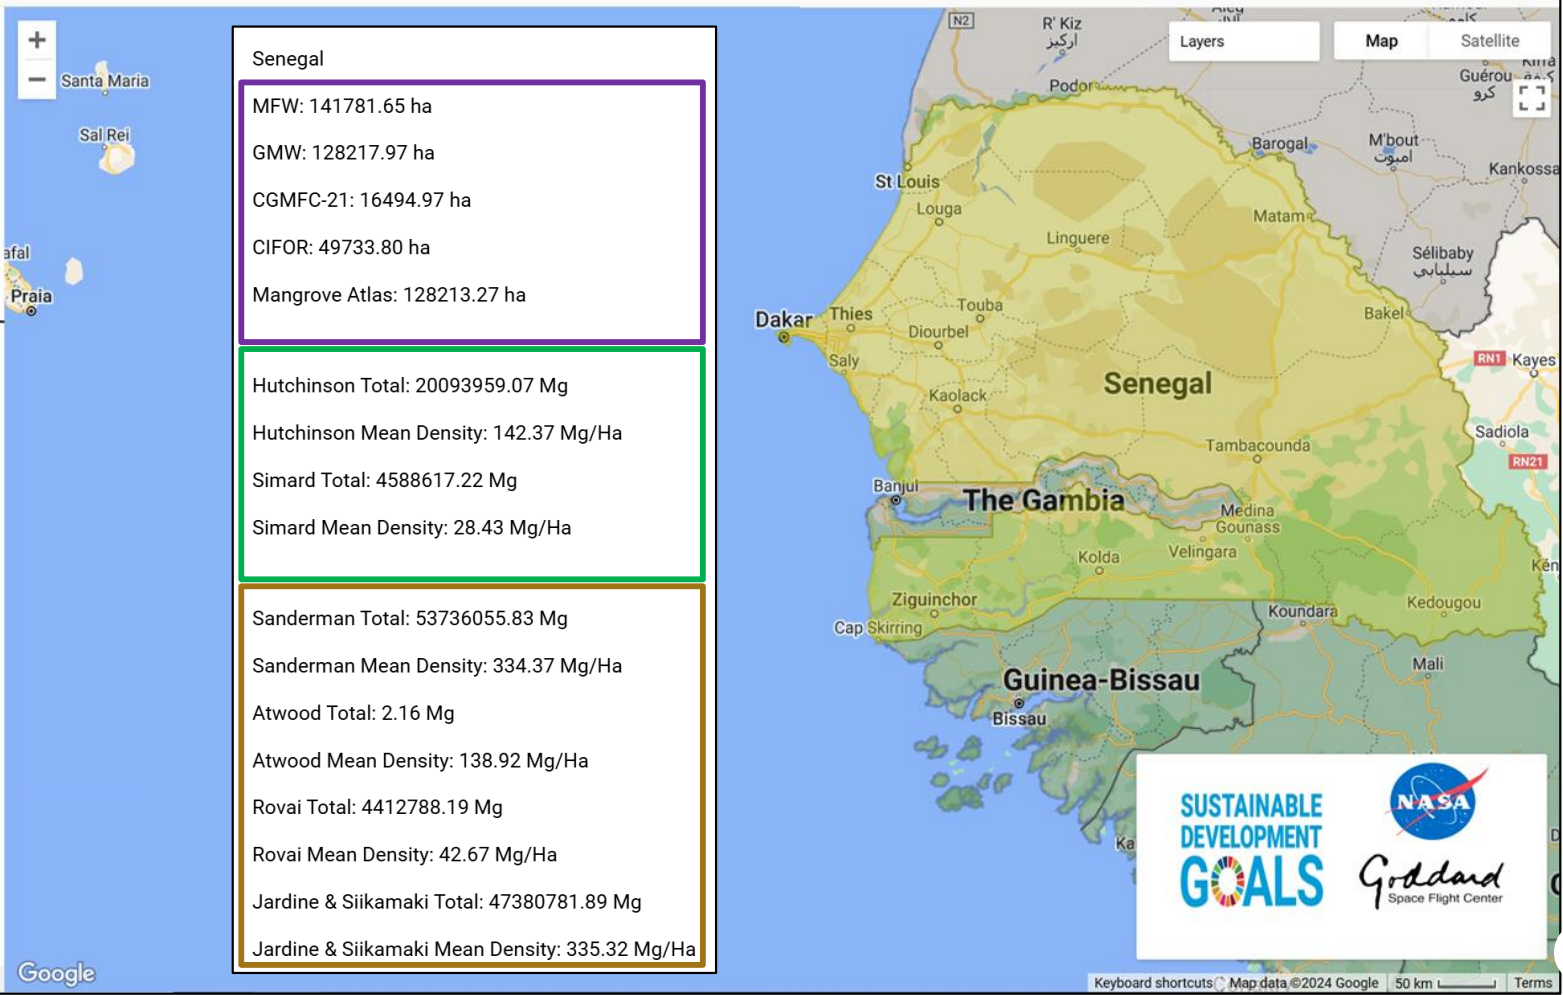 Santa Maria
Sal Rei
afal
Praia
Senegal
MFW: 141781.65 ha
GMW: 128217.97 ha
CGMFC-21: 16494.97 ha
CIFOR: 49733.80 ha
Mangrove Atlas: 128213.27 ha
Hutchinson Total: 20093959.07 Mg
Hutchinson Mean Density: 142.37 Mg/Ha
Simard Total: 4588617.22 Mg
Simard Mean Density: 28.43 Mg/Ha
Sanderman Total: 53736055.83 Mg
Sanderman Mean Density: 334.37 Mg/Ha
Atwood Total: 2.16 Mg
Atwood Mean Density: 138.92 Mg/Ha
Rovai Total: 4412788.19 Mg
Rovai Mean Density: 42.67 Mg/Ha
Jardine & Siikamaki Total: 47380781.89 Mg
Jardine & Siikamaki Mean Density: 335.32 Mg/Ha
N2
R' Kiz
اركيز
Layers
Map
Satellite
Guérou
كرو
Podor
Barogal
M'bout
امبوت
Kankossa
St Louis
Louga
Matam
Linguere
Sélibaby
سيلبابي
Touba
Dakar
Thies
Diourbel
Bakel
Saly
RN1
Kayes
Senegal
Kaolack
Sadiola
Tambacounda
RN21
Banjul
The Gambia
Medina
Gounass
Velingara
Kolda
Kén
Ziguinchor
Koundara
Kedougou
Cap Skirring
Mali
Guinea-Bissau
Bissau
Ka
SUSTAINABLE
DEVELOPMENT
GOALS
NASA
Goddard
Space Flight Center
Google
Keyboard shortcuts
Map data ©2024 Google
50 km
Terms